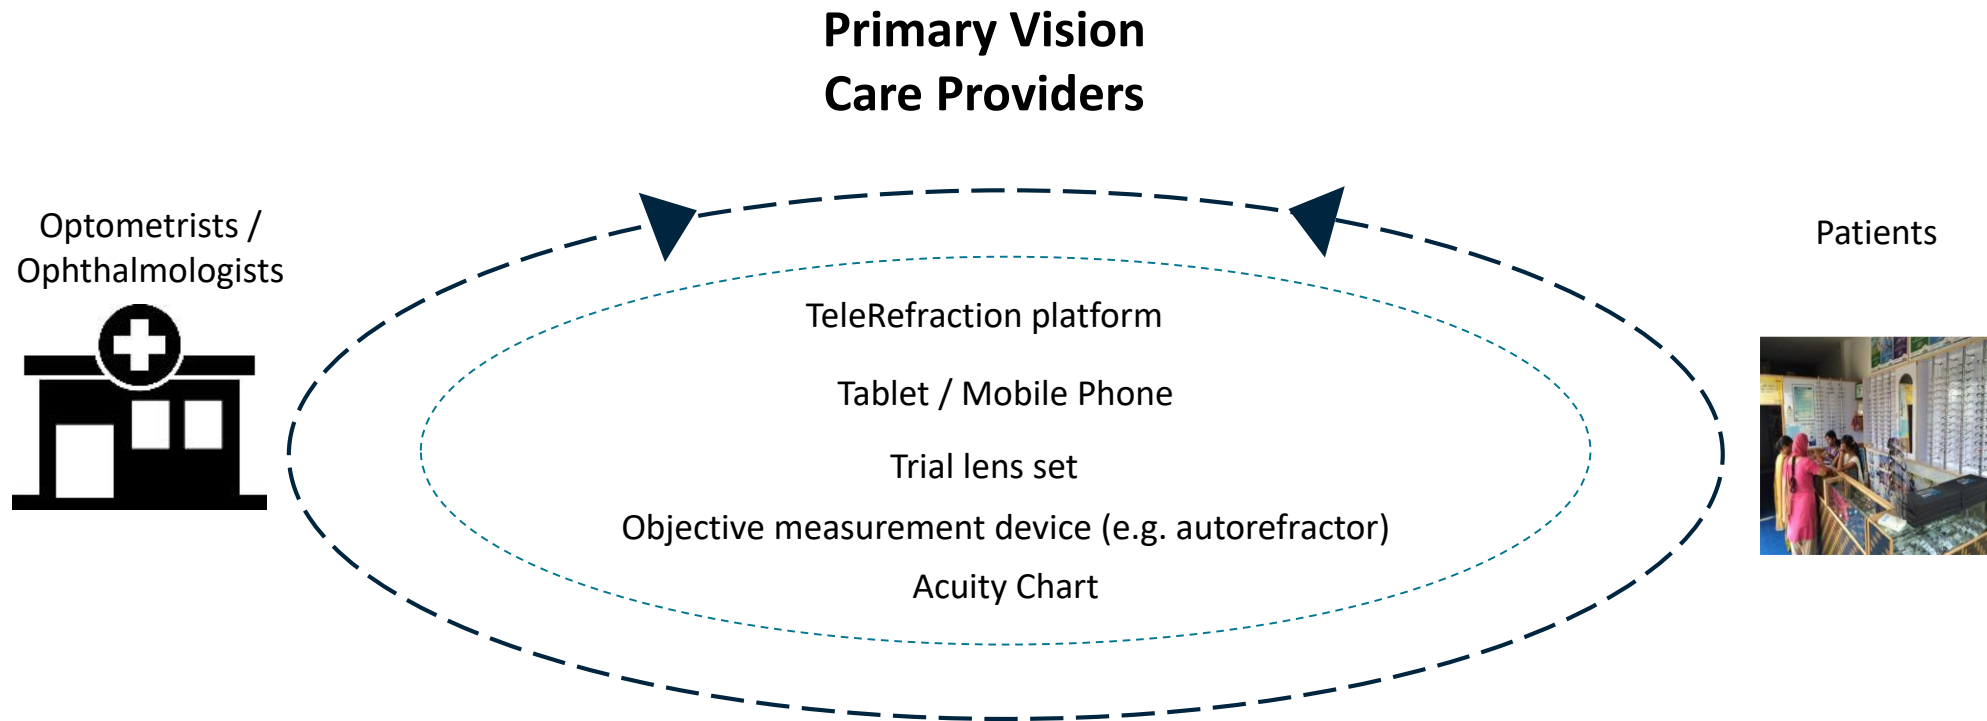 Primary Vision
Care Providers
Optometrists /
Ophthalmologists
Patients
TeleRefraction platform
Tablet / Mobile Phone
Trial lens set
Objective measurement device (e.g. autorefractor)
Acuity Chart